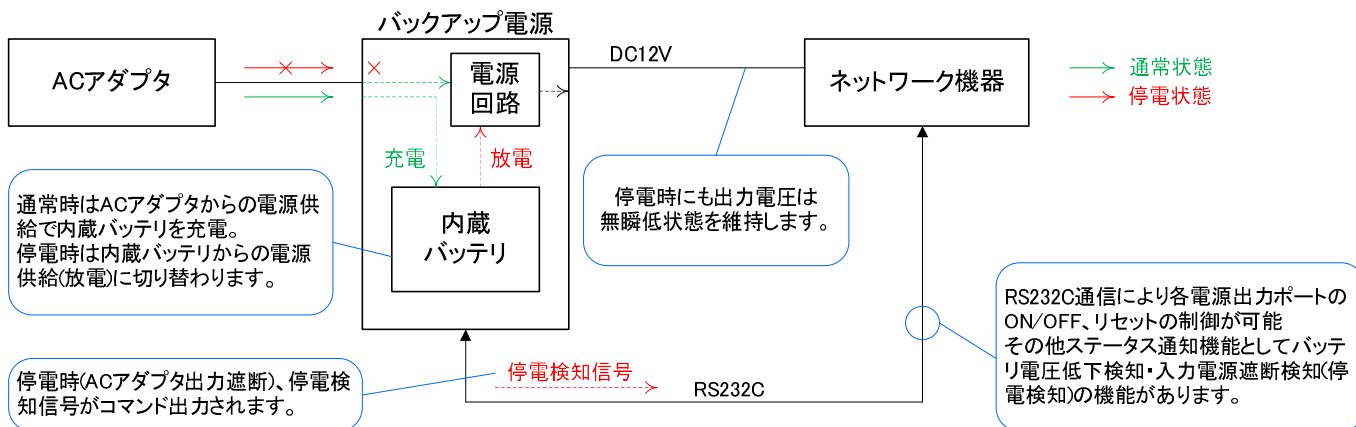 バックアップ電源
ACアダプタ
電源
回路
DC12V
ネットワーク機器
通常状態
停電状態
充電
放電
内蔵
バッテリ
通常時はACアダプタからの電源供
給で内蔵バッテリを充電。
停電時は内蔵バッテリからの電源
供給(放電)に切り替わります。
停電時にも出力電圧は
無瞬低状態を維持します。
RS232C通信により各電源出力ポートの
ON/OFF、リセットの制御が可能
その他ステータス通知機能としてバッテ
リ電圧低下検知・入力電源遮断検知(停
電検知)の機能があります。
停電時(ACアダプタ出力遮断)、停電検
知信号がコマンド出力されます。
停電検知信号
RS232C